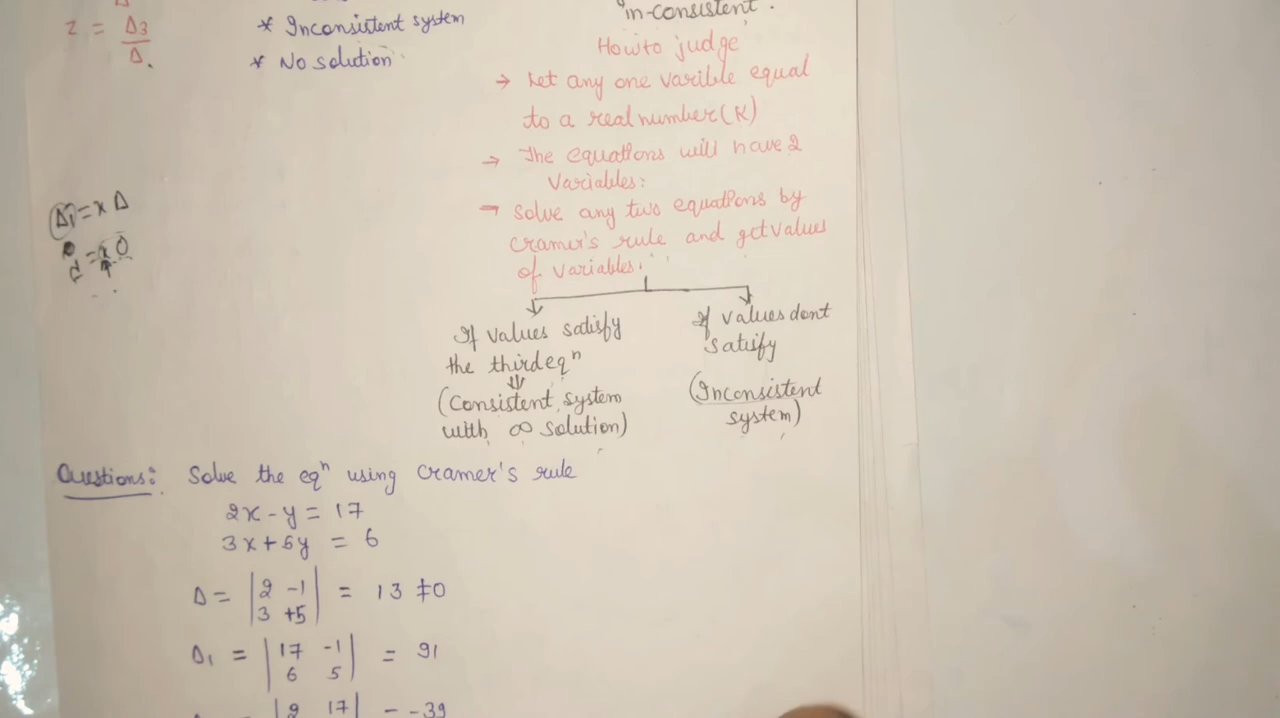 z = Δ3
Δ.
* Inconsistent system
* No solution
in-consistent.
How to judge
→ Let any one varible equal
to a real number (K)
→ The equations will have 2
Variables:
→ Solve any two equations by
Cramer's rule and get values
of variables.
If values satisfy
the third eqⁿ
⇓
(Consistent system
with ∞ solution)
If values dont
satisfy
(Inconsistent
system)
Δ1 = x Δ
= x 0
Questions: Solve the eqⁿ using Cramer's rule
2x - y = 17
3x + 5y = 6
Δ = | 2 -1 | = 13 ≠ 0
| 3 +5 |
Δ1 = | 17 -1 | = 91
| 6 5 |
| 2 17 | = -39